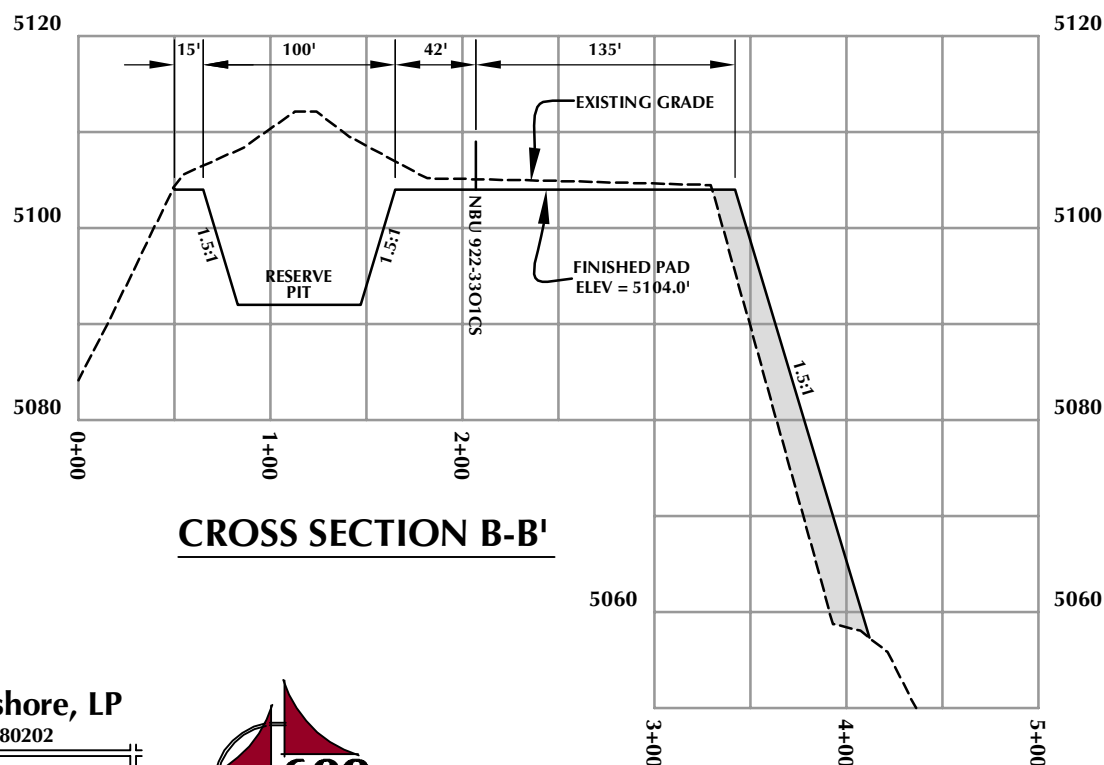 5120
5120
15'
100'
42'
135'
EXISTING GRADE
5100
5100
1.5:1
1.5:1
RESERVE
PIT
NBU 922-33O1CS
FINISHED PAD
ELEV = 5104.0'
1.5:1
5080
5080
0+00
1+00
2+00
CROSS SECTION B-B'
5060
5060
shore, LP
80202
3+00
4+00
5+00